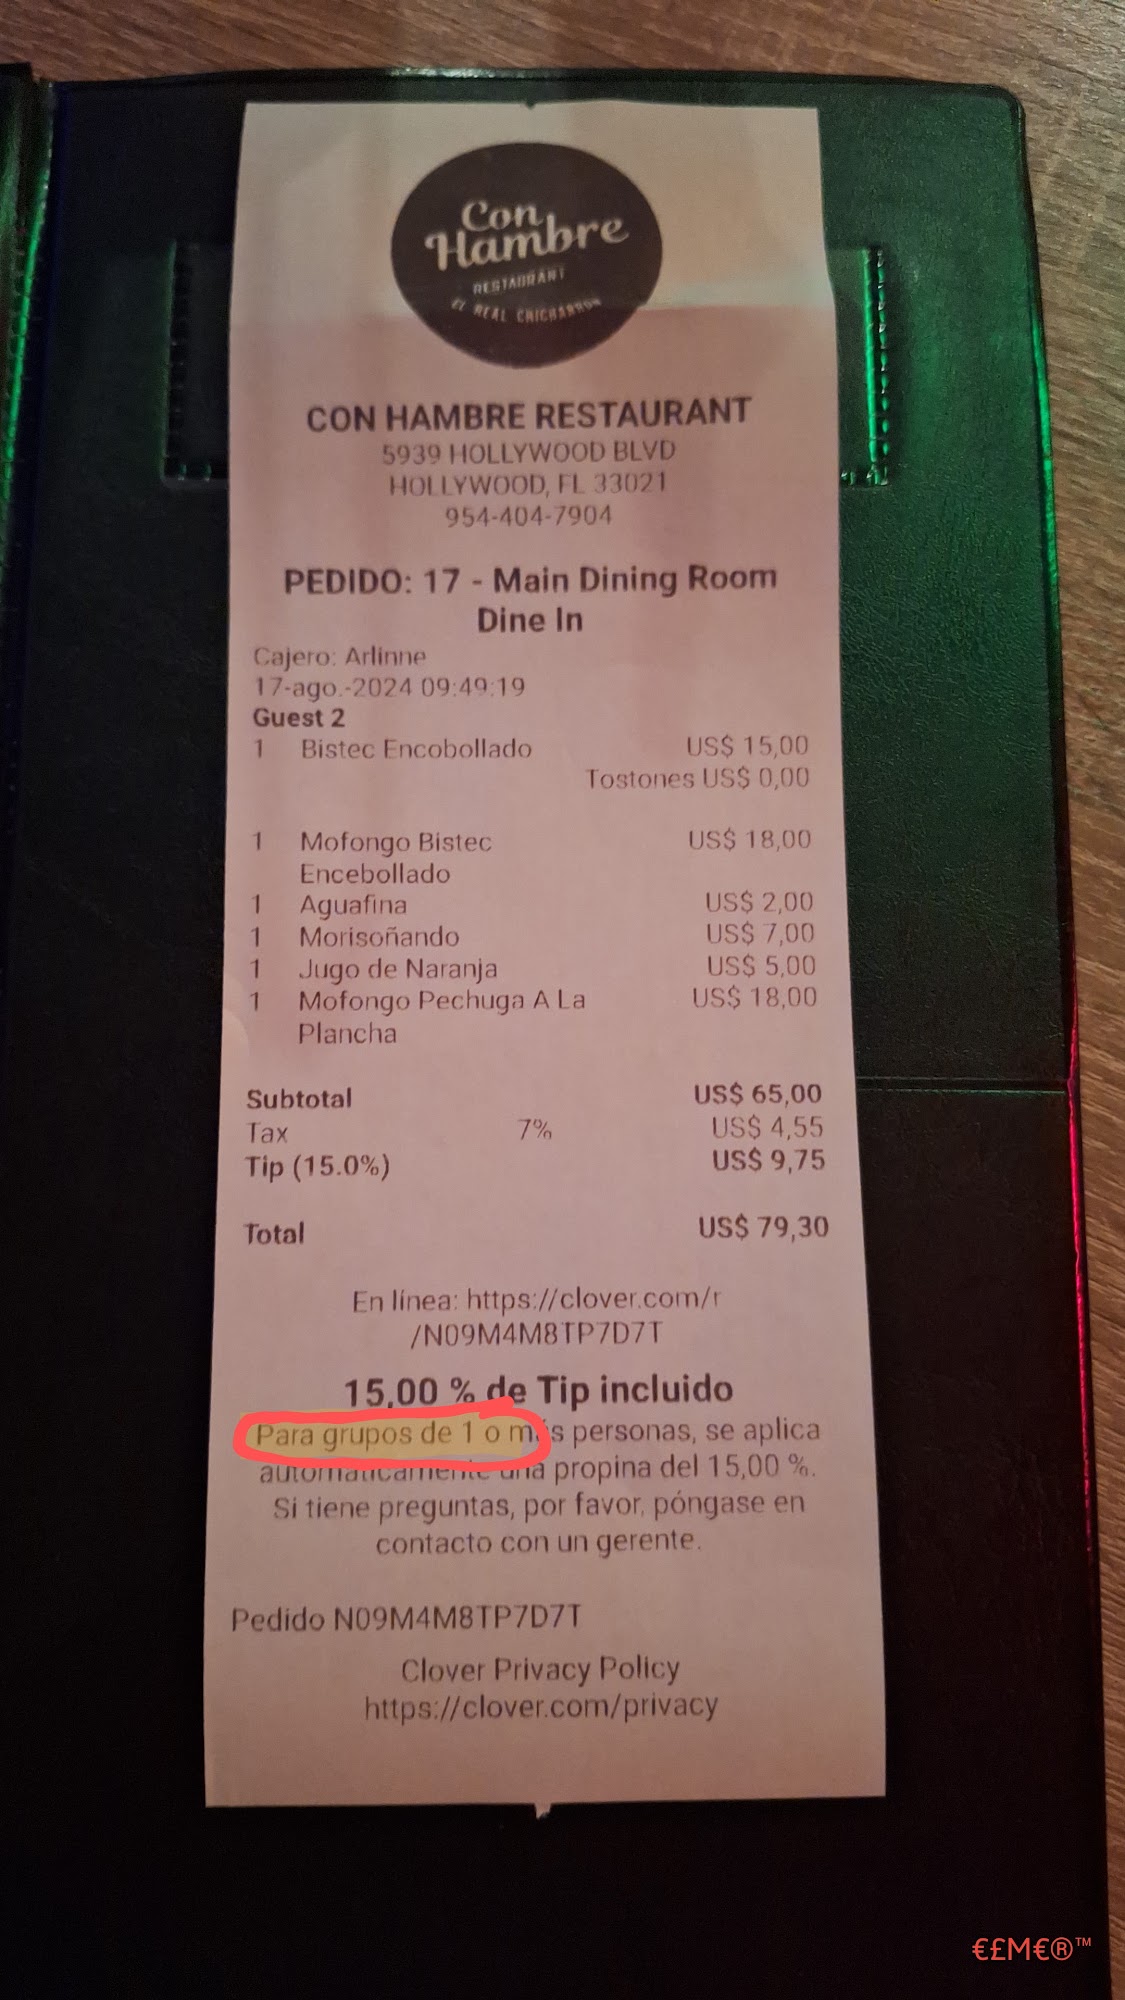 Con
Hambre
RESTAURANT
EL REAL CHICHARRON
CON HAMBRE RESTAURANT
5939 HOLLYWOOD BLVD
HOLLYWOOD, FL 33021
954-404-7904
PEDIDO: 17 - Main Dining Room
Dine In
Cajero: Arlinne
17-ago.-2024 09:49:19
Guest 2
1 Bistec Encobollado US$ 15,00
Tostones US$ 0,00
1 Mofongo Bistec US$ 18,00
Encebollado
1 Aguafina US$ 2,00
1 Morisoñando US$ 7,00
1 Jugo de Naranja US$ 5,00
1 Mofongo Pechuga A La US$ 18,00
Plancha
Subtotal US$ 65,00
Tax 7% US$ 4,55
Tip (15.0%) US$ 9,75
Total US$ 79,30
En línea: https://clover.com/r
/N09M4M8TP7D7T
15,00 % de Tip incluido
Para grupos de 1 o más personas, se aplica
automáticamente una propina del 15,00 %.
Si tiene preguntas, por favor, póngase en
contacto con un gerente.
Pedido N09M4M8TP7D7T
Clover Privacy Policy
https://clover.com/privacy
€£M€®™